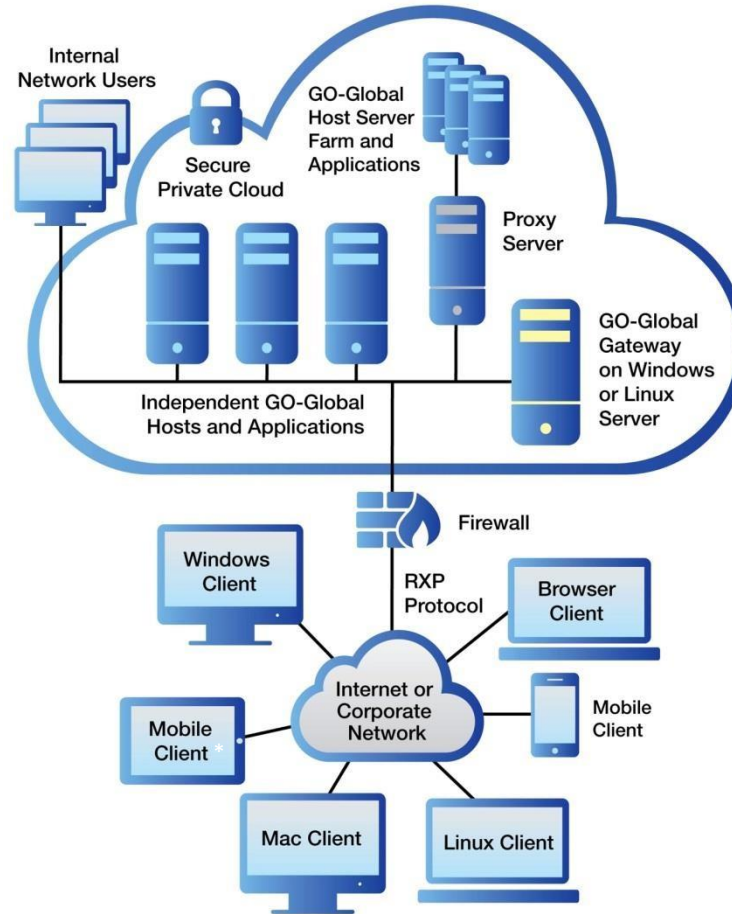 Internal
Network Users
Secure
Private Cloud
GO-Global
Host Server
Farm and
Applications
Proxy
Server
GO-Global
Gateway
on Windows
or Linux
Server
Independent GO-Global
Hosts and Applications
Firewall
RXP
Protocol
Windows
Client
Browser
Client
Internet or
Corporate
Network
Mobile
Client *
Mobile
Client
Mac Client
Linux Client